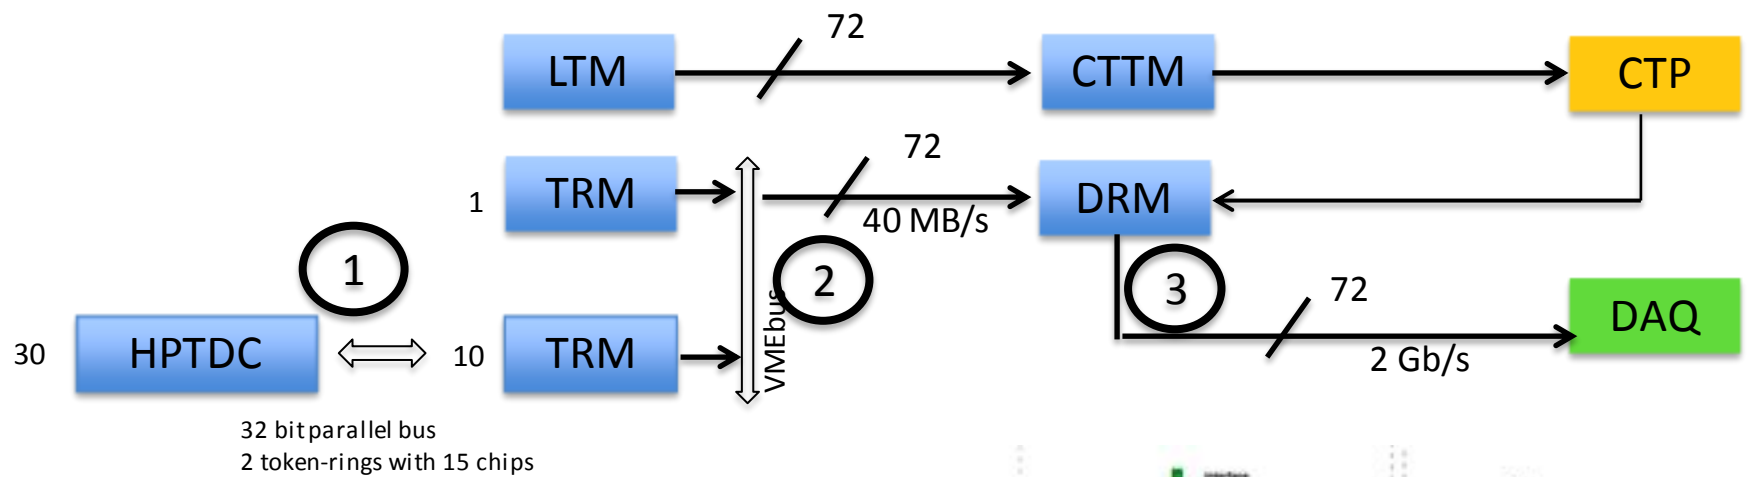 72
LTM
CTTM
CTP
72
1
TRM
DRM
40 MB/s
1
2
3
72
VMEbus
30
HPTDC
10
TRM
DAQ
2 Gb/s
32 bit parallel bus
2 token-rings with 15 chips